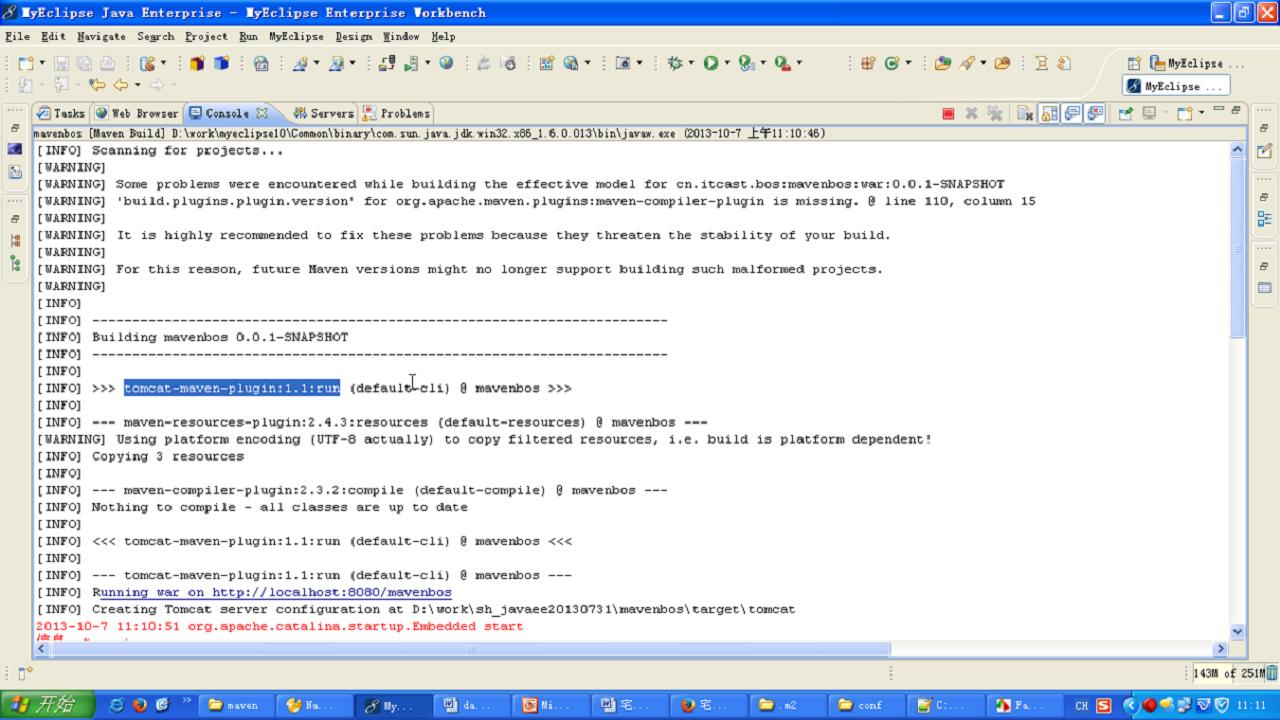 MyEclipse Java Enterprise - MyEclipse Enterprise Workbench
File Edit Navigate Search Project Run MyEclipse Design Window Help
MyEclipse ...
MyEclipse ...
Tasks Web Browser Console Servers Problems
mavenbos [Maven Build] D:\work\myeclipse10\Common\binary\com.sun.java.jdk.win32.x86_1.6.0.013\bin\javaw.exe (2013-10-7 上午11:10:46)
[INFO] Scanning for projects...
[WARNING]
[WARNING] Some problems were encountered while building the effective model for cn.itcast.bos:mavenbos:war:0.0.1-SNAPSHOT
[WARNING] 'build.plugins.plugin.version' for org.apache.maven.plugins:maven-compiler-plugin is missing. @ line 110, column 15
[WARNING]
[WARNING] It is highly recommended to fix these problems because they threaten the stability of your build.
[WARNING]
[WARNING] For this reason, future Maven versions might no longer support building such malformed projects.
[WARNING]
[INFO]
[INFO] ------------------------------------------------------------------------
[INFO] Building mavenbos 0.0.1-SNAPSHOT
[INFO] ------------------------------------------------------------------------
[INFO]
[INFO] >>> tomcat-maven-plugin:1.1:run (default-cli) @ mavenbos >>>
[INFO]
[INFO] --- maven-resources-plugin:2.4.3:resources (default-resources) @ mavenbos ---
[WARNING] Using platform encoding (UTF-8 actually) to copy filtered resources, i.e. build is platform dependent!
[INFO] Copying 3 resources
[INFO]
[INFO] --- maven-compiler-plugin:2.3.2:compile (default-compile) @ mavenbos ---
[INFO] Nothing to compile - all classes are up to date
[INFO]
[INFO] <<< tomcat-maven-plugin:1.1:run (default-cli) @ mavenbos <<<
[INFO]
[INFO] --- tomcat-maven-plugin:1.1:run (default-cli) @ mavenbos ---
[INFO] Running war on http://localhost:8080/mavenbos
[INFO] Creating Tomcat server configuration at D:\work\sh_javaee20130731\mavenbos\target\tomcat
2013-10-7 11:10:51 org.apache.catalina.startup.Embedded start
143M of 251M
开始 maven Na... My... da... Mi... 宅... 宅... .m2 conf C:... Fa... CH 11:11